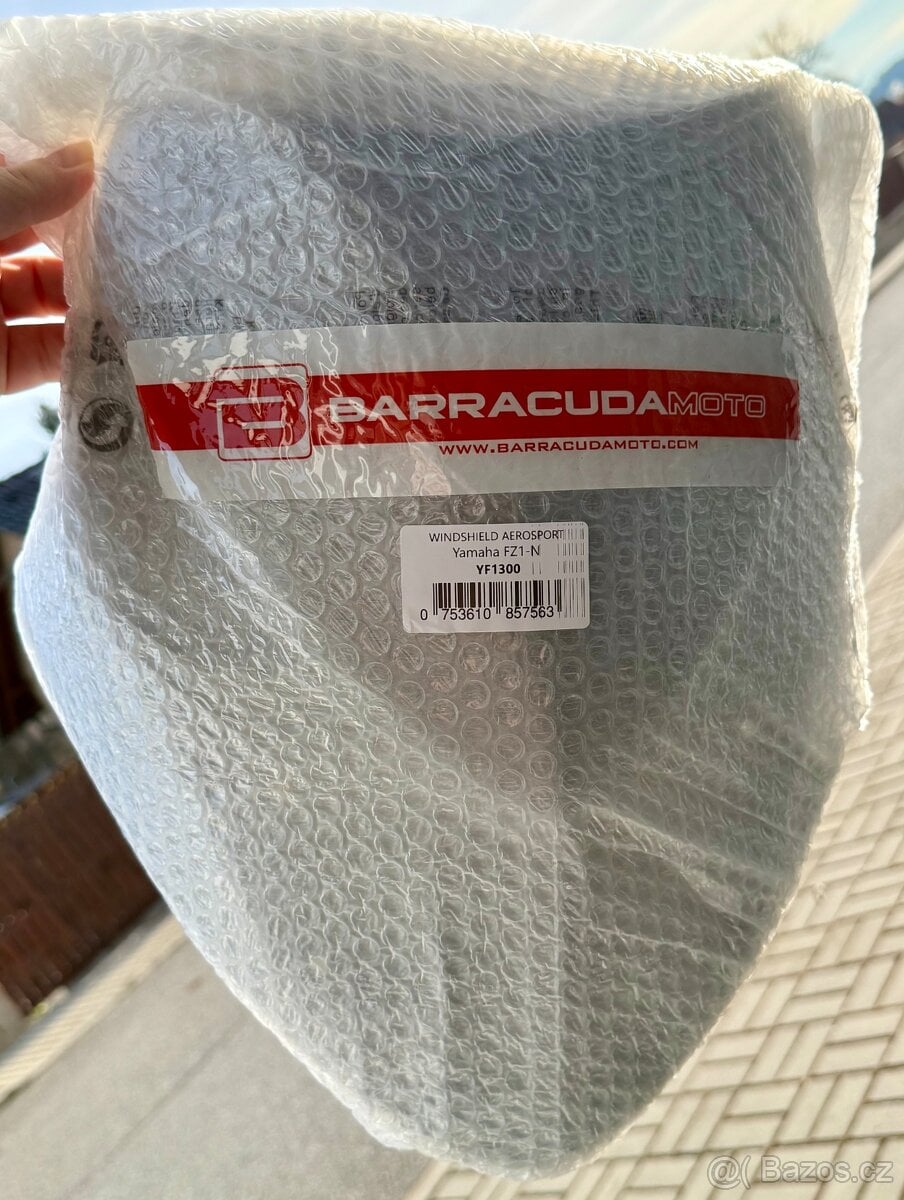 BARRACUDAMOTO
WWW.BARRACUDAMOTO.COM
WINDSHIELD AEROSPORT
Yamaha FZ1-N
YF1300
0 753610 857563
@( Bazos.cz